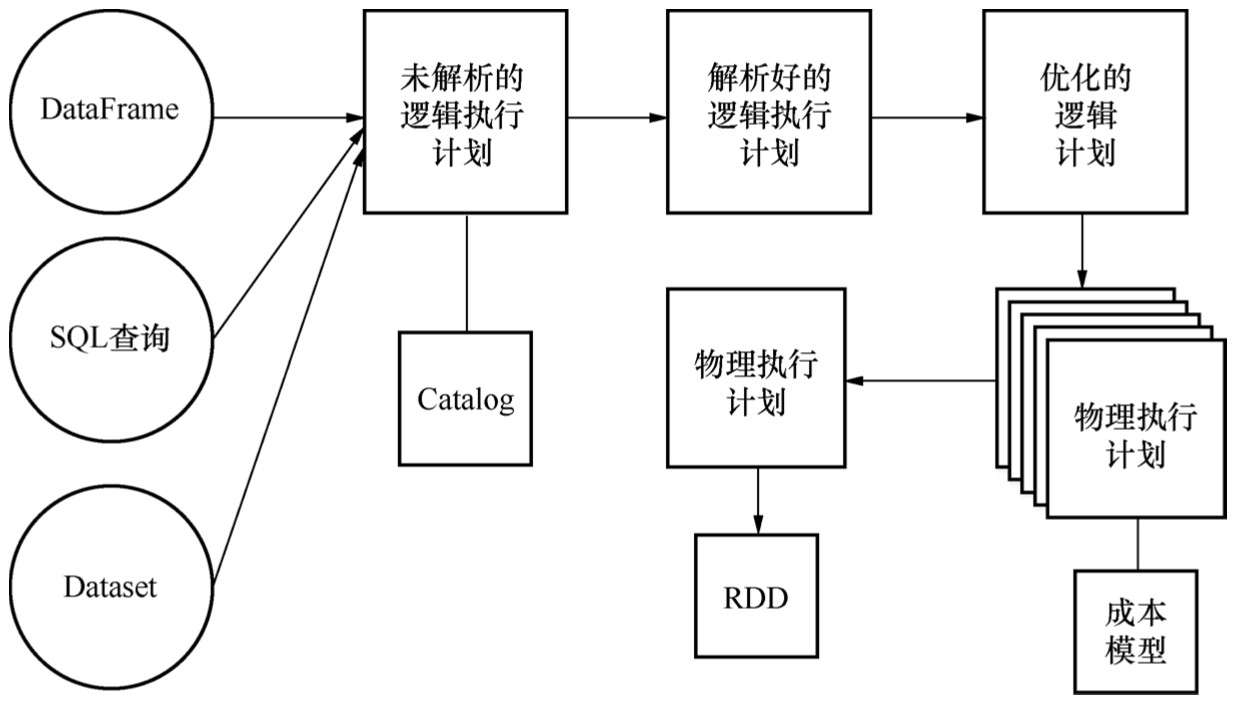 DataFrame
未解析的
逻辑执行
计划
解析好的
逻辑执行
计划
优化的
逻辑
计划
SQL查询
Catalog
物理执行
计划
物理执行
计划
Dataset
RDD
成本
模型